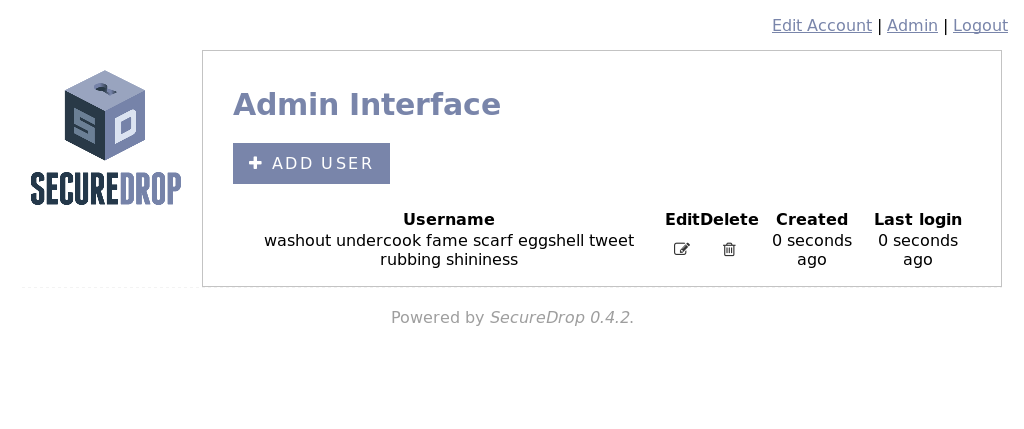 Edit Account | Admin | Logout
SD
SECUREDROP
Admin Interface
ADD USER
Username Edit Delete Created Last login
washout undercook fame scarf eggshell tweet 0 seconds 0 seconds
rubbing shininess ago ago
Powered by SecureDrop 0.4.2.